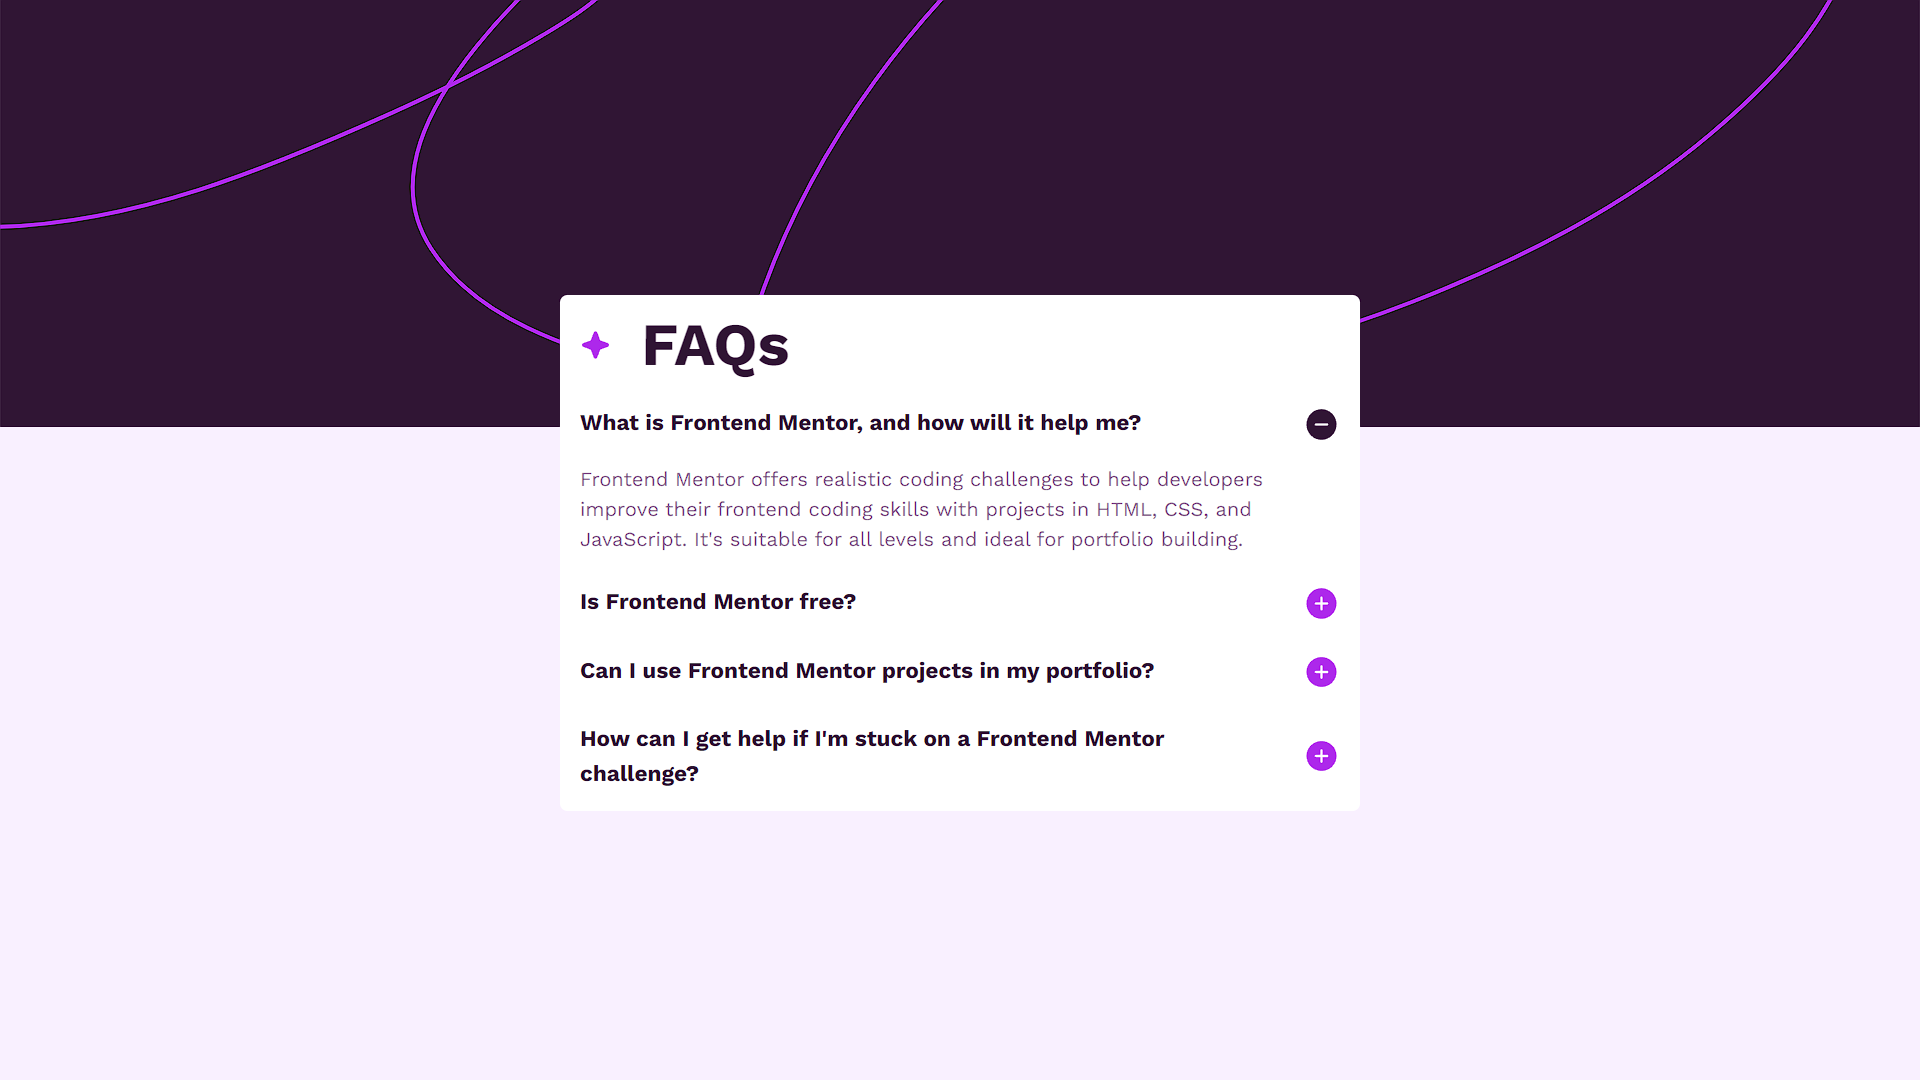 FAQs
What is Frontend Mentor, and how will it help me?
Frontend Mentor offers realistic coding challenges to help developers
improve their frontend coding skills with projects in HTML, CSS, and
JavaScript. It's suitable for all levels and ideal for portfolio building.
Is Frontend Mentor free?
Can I use Frontend Mentor projects in my portfolio?
How can I get help if I'm stuck on a Frontend Mentor
challenge?